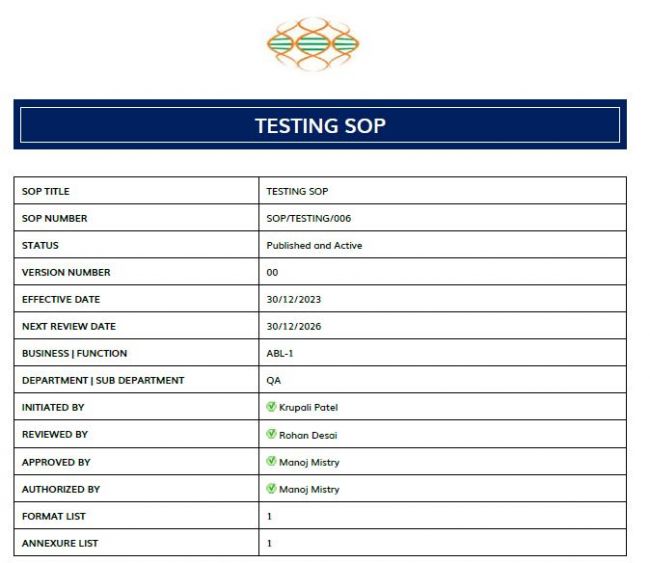 TESTING SOP
SOP TITLE TESTING SOP
SOP NUMBER SOP/TESTING/006
STATUS Published and Active
VERSION NUMBER 00
EFFECTIVE DATE 30/12/2023
NEXT REVIEW DATE 30/12/2026
BUSINESS | FUNCTION ABL-1
DEPARTMENT | SUB DEPARTMENT QA
INITIATED BY Krupali Patel
REVIEWED BY Rohan Desai
APPROVED BY Manoj Mistry
AUTHORIZED BY Manoj Mistry
FORMAT LIST 1
ANNEXURE LIST 1